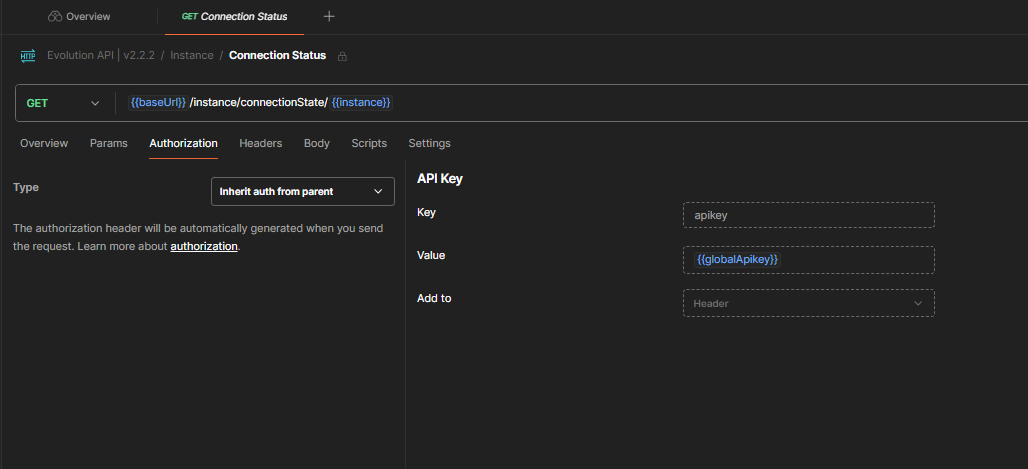 Overview
GET Connection Status
HTTP Evolution API | v2.2.2 / Instance / Connection Status
GET {{baseUrl}} /instance/connectionState/ {{instance}}
Overview Params Authorization Headers Body Scripts Settings
Type
Inherit auth from parent
The authorization header will be automatically generated when you send
the request. Learn more about authorization.
API Key
Key
apikey
Value
{{globalApikey}}
Add to
Header